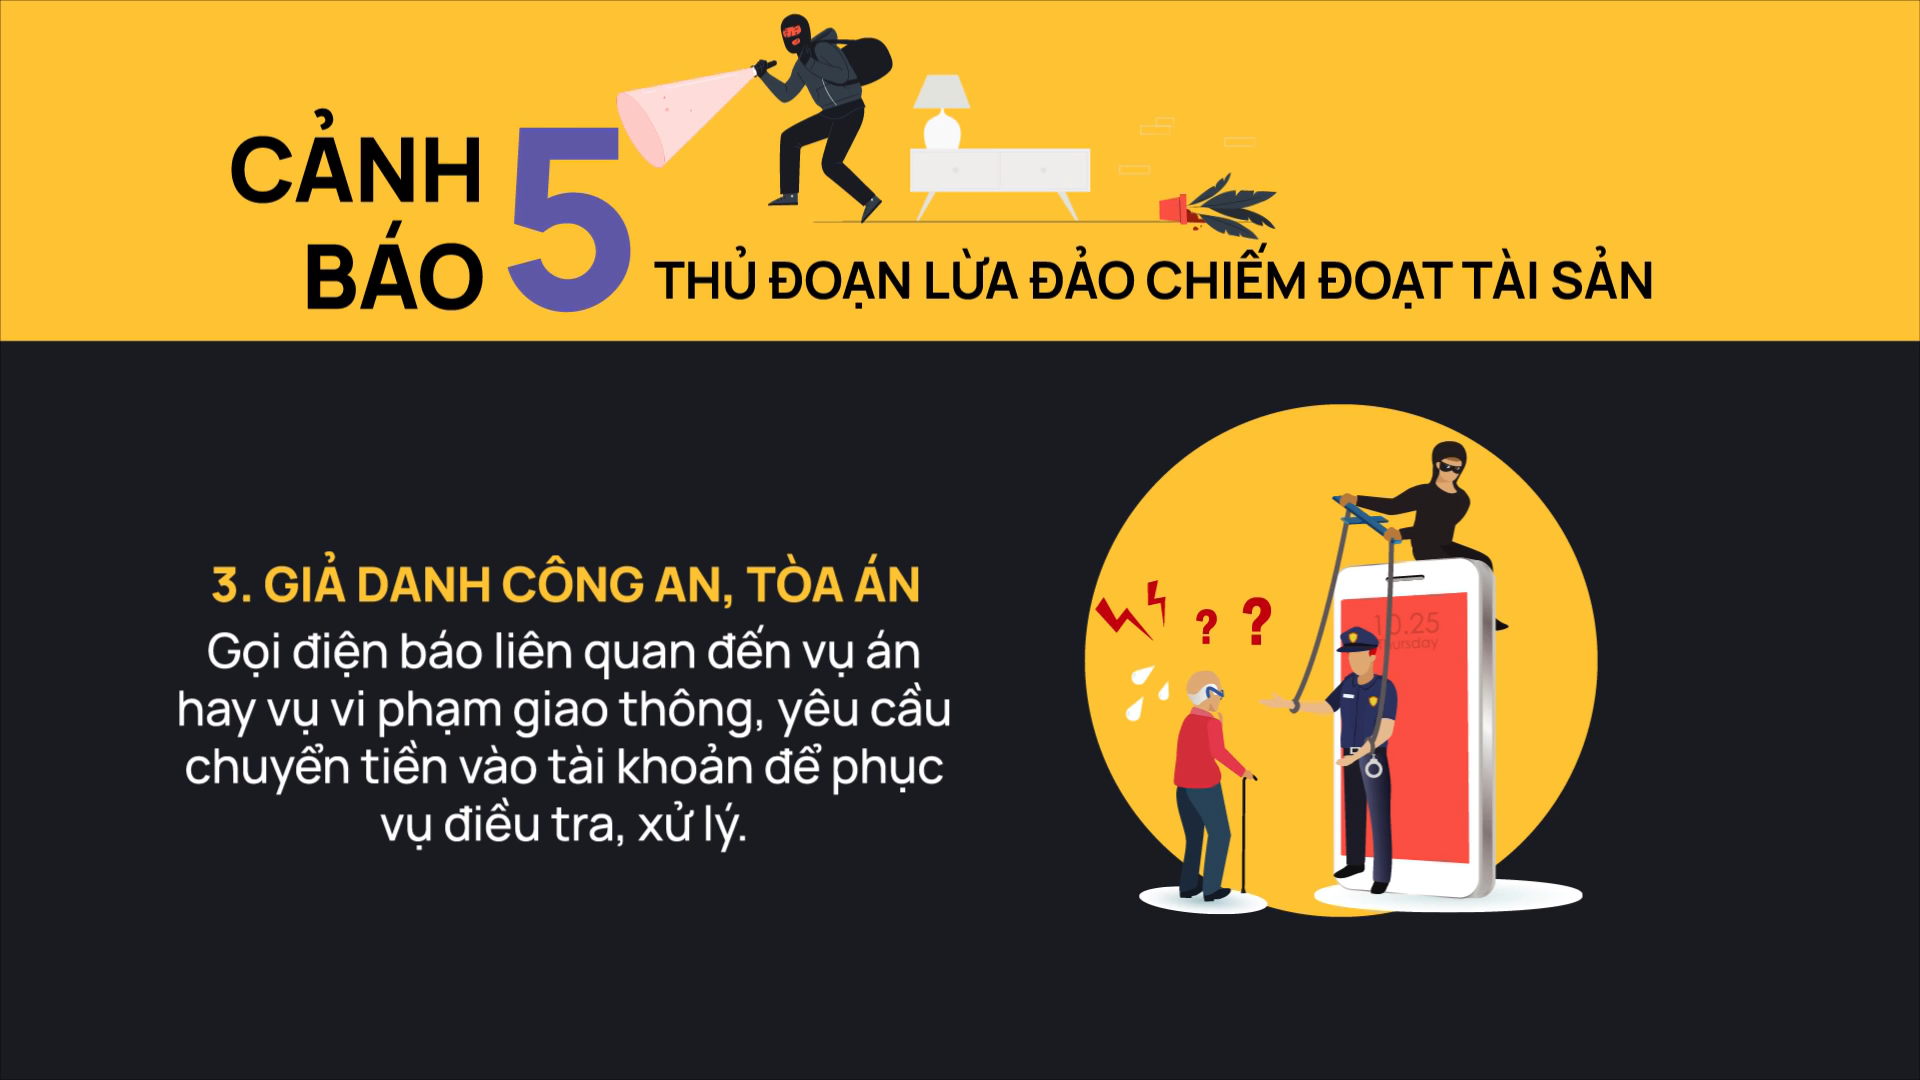 CẢNH
BÁO
5
THỦ ĐOẠN LỪA ĐẢO CHIẾM ĐOẠT TÀI SẢN
3. GIẢ DANH CÔNG AN, TÒA ÁN
Gọi điện báo liên quan đến vụ án
hay vụ vi phạm giao thông, yêu cầu
chuyển tiền vào tài khoản để phục
vụ điều tra, xử lý.
? ?
10.25